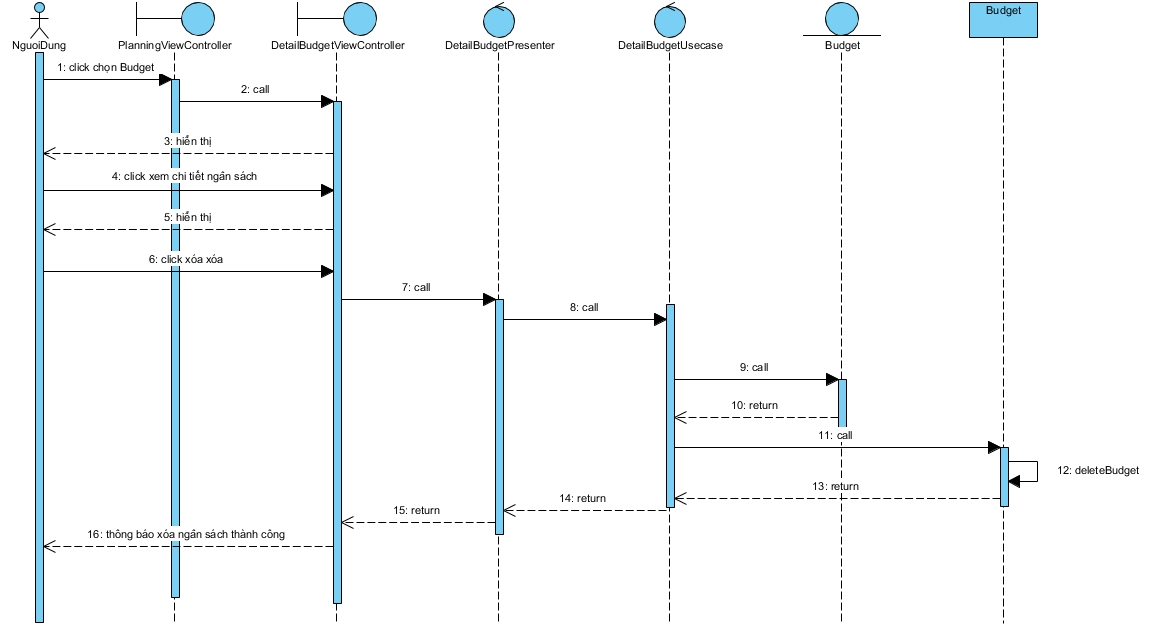 Budget
NguoiDung
PlanningViewController
DetailBudgetViewController
DetailBudgetPresenter
DetailBudgetUsecase
Budget
1: click chọn Budget
2: call
3: hiển thị
4: click xem chi tiết ngân sách
5: hiển thị
6: click xóa xóa
7: call
8: call
9: call
10: return
11: call
12: deleteBudget
13: return
14: return
15: return
16: thông báo xóa ngân sách thành công